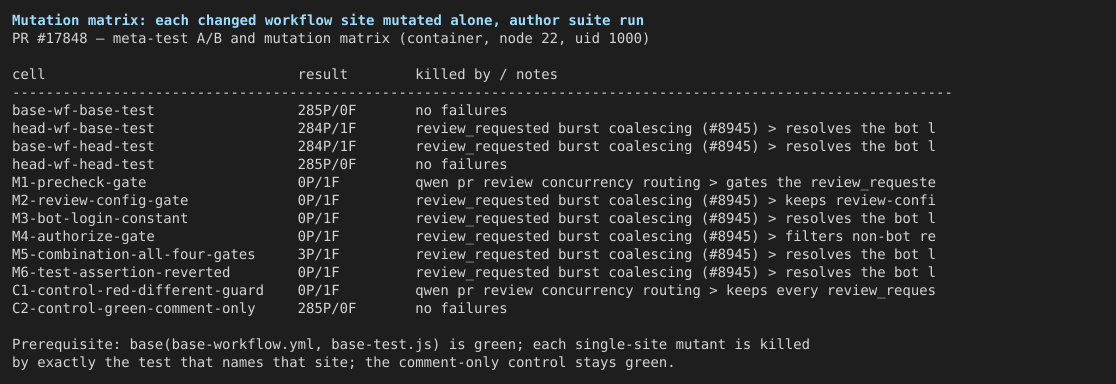 Mutation matrix: each changed workflow site mutated alone, author suite run
PR #17848 — meta-test A/B and mutation matrix (container, node 22, uid 1000)
cell result killed by / notes
----------------------------------------------------------------------------------------------------------------
base-wf-base-test 285P/0F no failures
head-wf-base-test 284P/1F review_requested burst coalescing (#8945) > resolves the bot l
base-wf-head-test 284P/1F review_requested burst coalescing (#8945) > resolves the bot l
head-wf-head-test 285P/0F no failures
M1-precheck-gate 0P/1F qwen pr review concurrency routing > gates the review_requeste
M2-review-config-gate 0P/1F review_requested burst coalescing (#8945) > keeps review-confi
M3-bot-login-constant 0P/1F review_requested burst coalescing (#8945) > resolves the bot l
M4-authorize-gate 0P/1F review_requested burst coalescing (#8945) > filters non-bot re
M5-combination-all-four-gates 3P/1F review_requested burst coalescing (#8945) > resolves the bot l
M6-test-assertion-reverted 0P/1F review_requested burst coalescing (#8945) > resolves the bot l
C1-control-red-different-guard 0P/1F qwen pr review concurrency routing > keeps every review_reques
C2-control-green-comment-only 285P/0F no failures
Prerequisite: base(base-workflow.yml, base-test.js) is green; each single-site mutant is killed
by exactly the test that names that site; the comment-only control stays green.